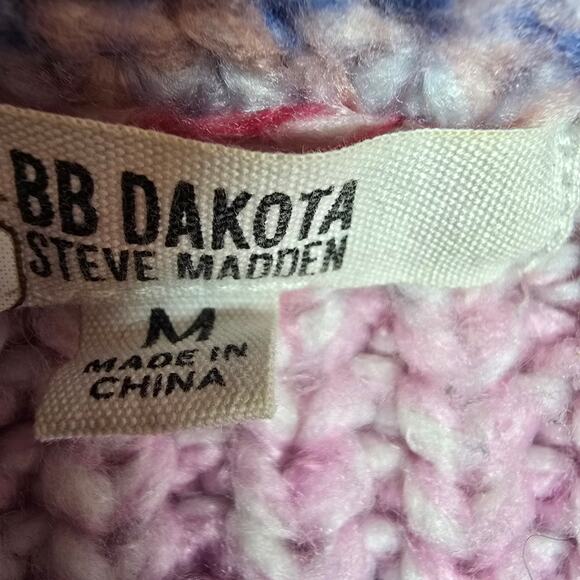 BB DAKOTA
STEVE MADDEN
M
MADE IN
CHINA